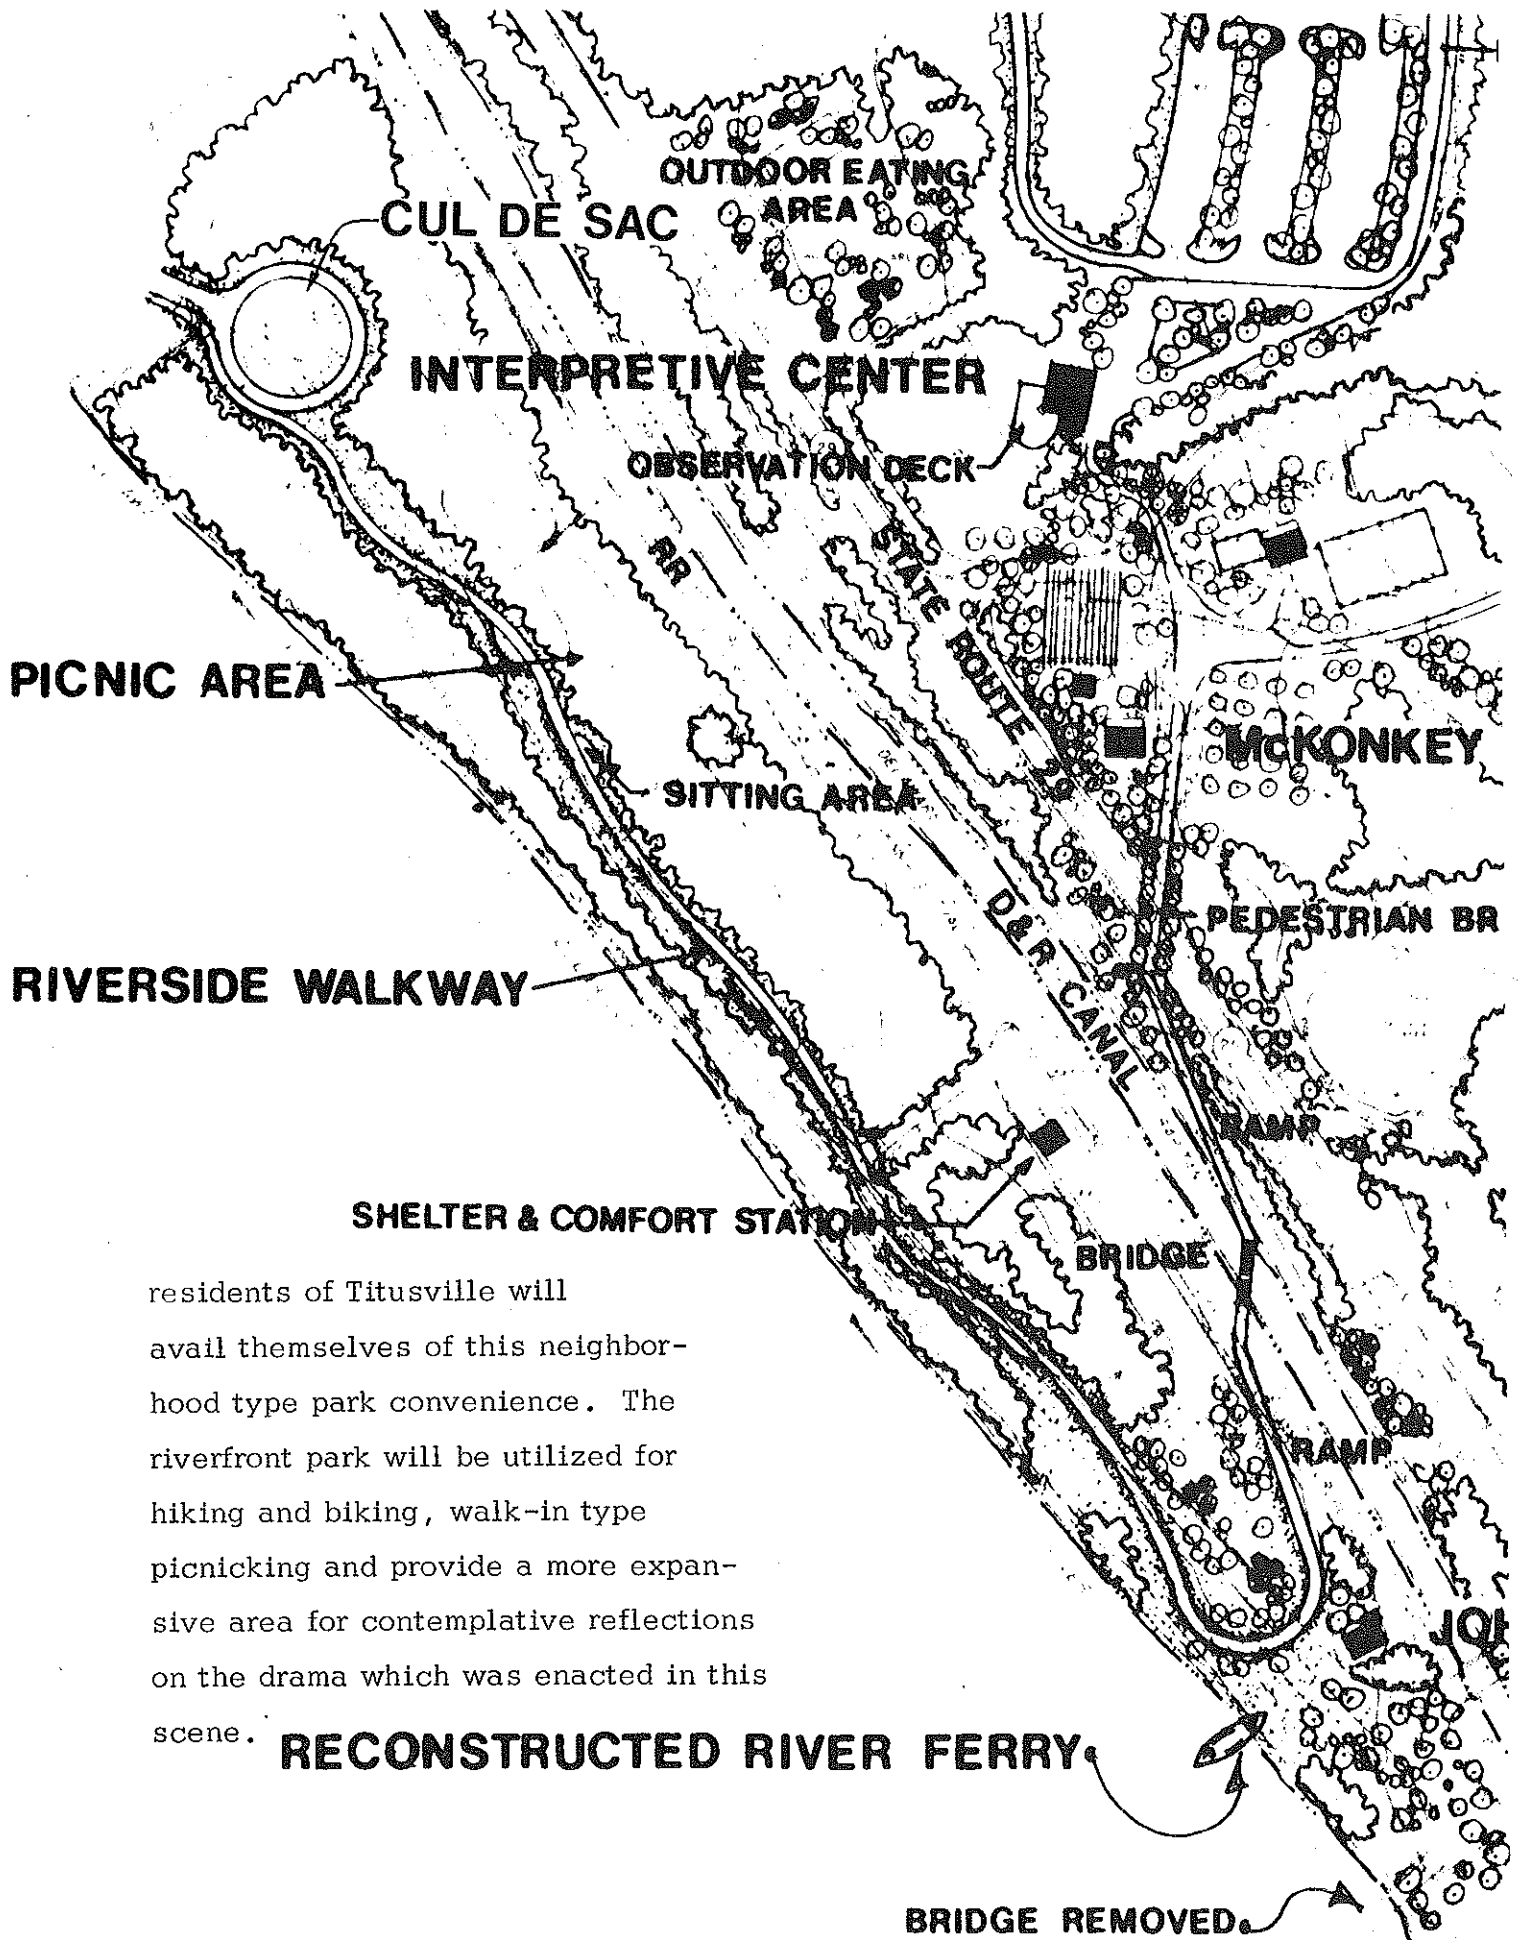 OUTDOOR EATING
AREA
CUL DE SAC
INTERPRETIVE CENTER
29
OBSERVATION DECK
RR
STATE ROUTE 29
PICNIC AREA
McKONKEY
SITTING AREA
D&R CANAL
PEDESTRIAN BR
RIVERSIDE WALKWAY
RAMP
SHELTER & COMFORT STATION
BRIDGE
residents of Titusville will
avail themselves of this neighbor-
hood type park convenience. The
riverfront park will be utilized for
hiking and biking, walk-in type
picnicking and provide a more expan-
sive area for contemplative reflections
on the drama which was enacted in this
scene.
RAMP
JOH
RECONSTRUCTED RIVER FERRY
BRIDGE REMOVED